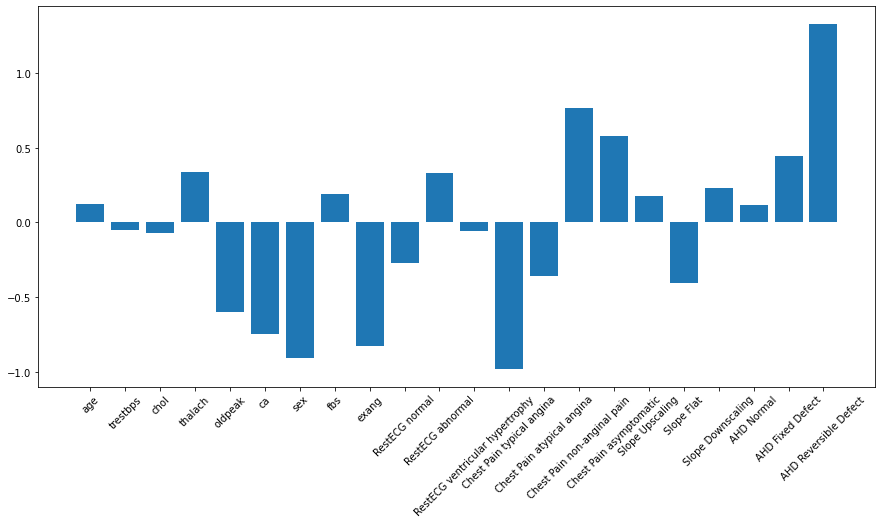 1.0
0.5
0.0
−0.5
−1.0
age
trestbps
chol
thalach
oldpeak
ca
sex
fbs
exang
RestECG normal
RestECG abnormal
RestECG ventricular hypertrophy
Chest Pain typical angina
Chest Pain atypical angina
Chest Pain non-anginal pain
Chest Pain asymptomatic
Slope Upscaling
Slope Flat
Slope Downscaling
AHD Normal
AHD Fixed Defect
AHD Reversible Defect